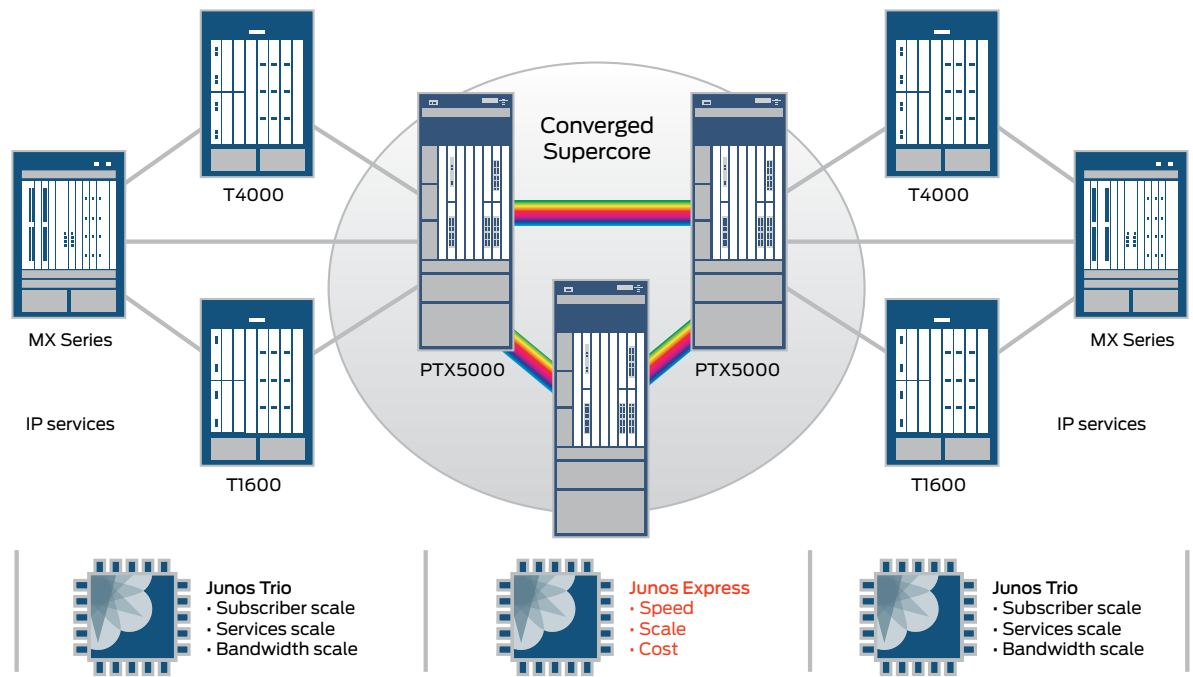 Converged
Supercore
T4000
T4000
MX Series
MX Series
PTX5000
PTX5000
IP services
IP services
T1600
T1600
Junos Trio
· Subscriber scale
· Services scale
· Bandwidth scale
Junos Express
· Speed
· Scale
· Cost
Junos Trio
· Subscriber scale
· Services scale
· Bandwidth scale